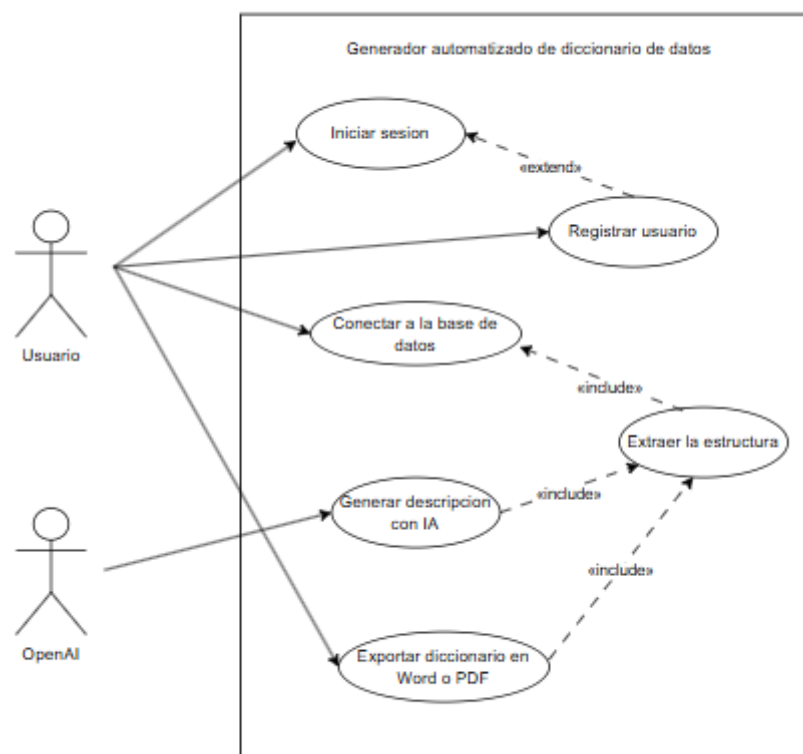 Generador automatizado de diccionario de datos
Iniciar sesion
«extend»
Registrar usuario
Usuario
Conectar a la base de
datos
«include»
Extraer la estructura
Generar descripcion
con IA
«include»
«include»
OpenAI
Exportar diccionario en
Word o PDF